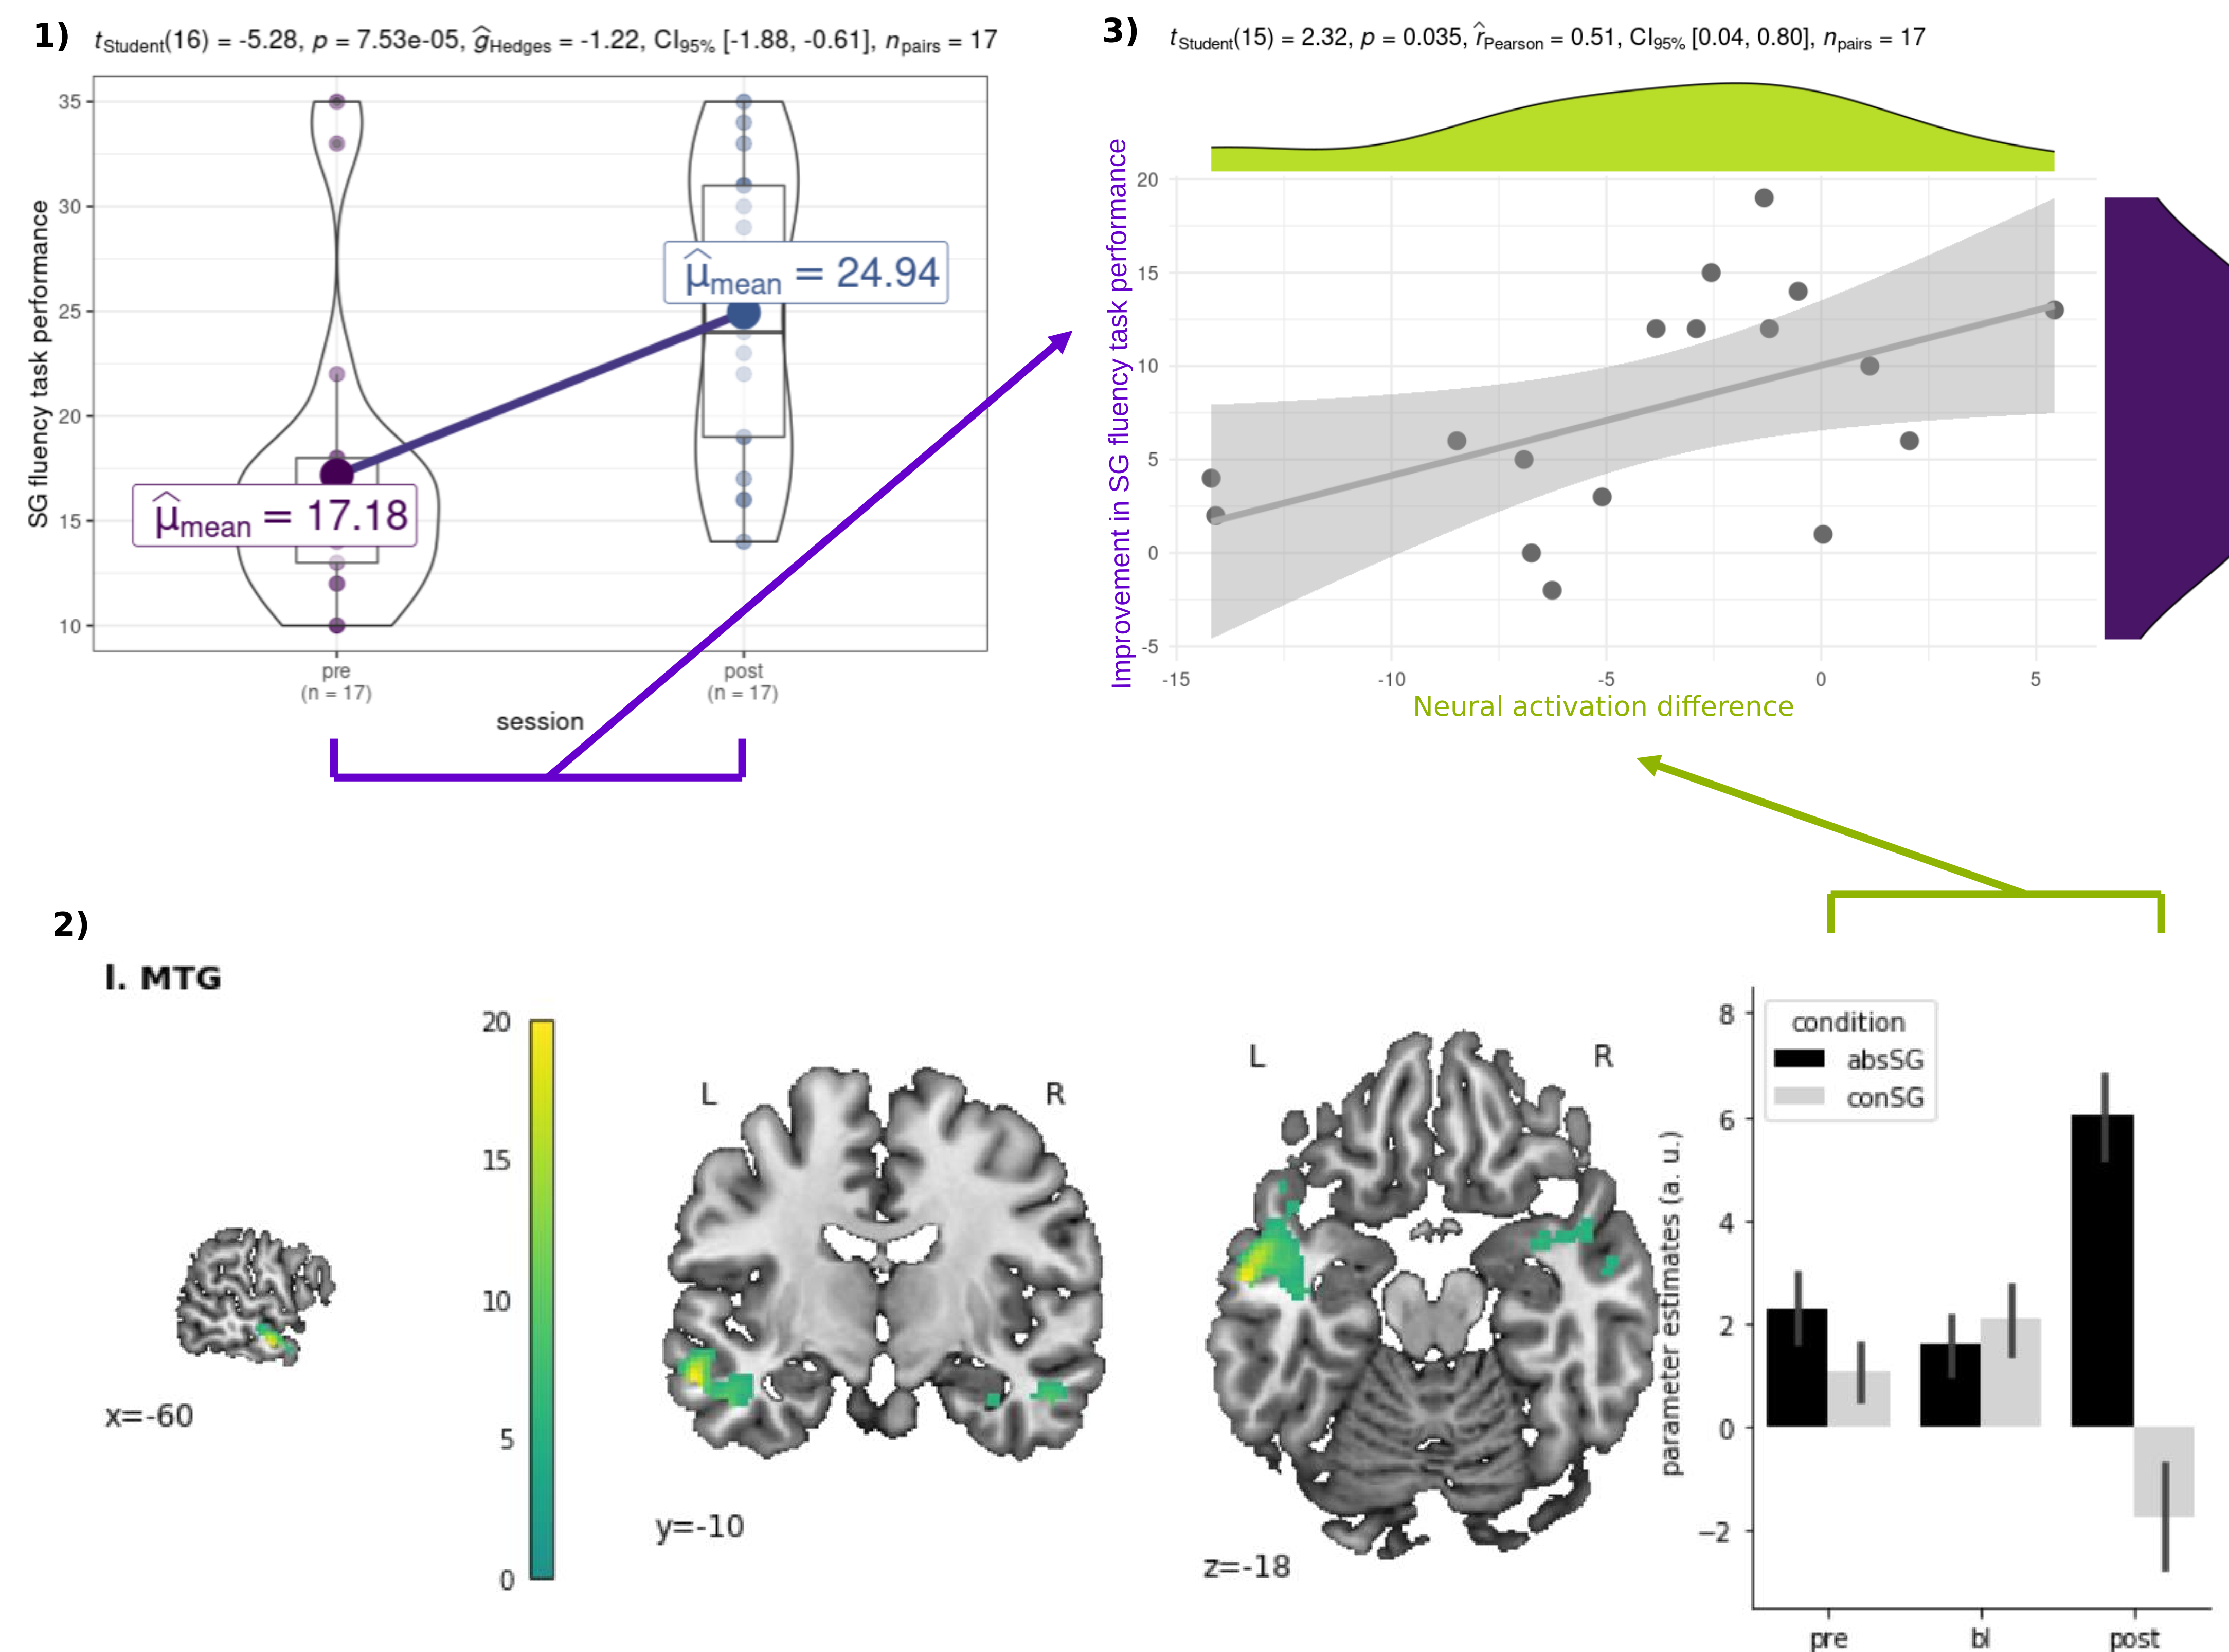 1)
t_Student(16) = -5.28, p = 7.53e-05, ĝ_Hedges = -1.22, CI_95% [-1.88, -0.61], n_pairs = 17
SG fluency task performance
35
30
25
20
15
10
μ̂_mean = 17.18
μ̂_mean = 24.94
pre
(n = 17)
post
(n = 17)
session
3)
t_Student(15) = 2.32, p = 0.035, r̂_Pearson = 0.51, CI_95% [0.04, 0.80], n_pairs = 17
Improvement in SG fluency task performance
20
15
10
5
0
-5
-15
-10
-5
0
5
Neural activation difference
2)
l. MTG
x=-60
20
15
10
5
0
L
R
y=-10
L
R
z=-18
parameter estimates (a. u.)
8
6
4
2
0
−2
condition
absSG
conSG
pre
bl
post